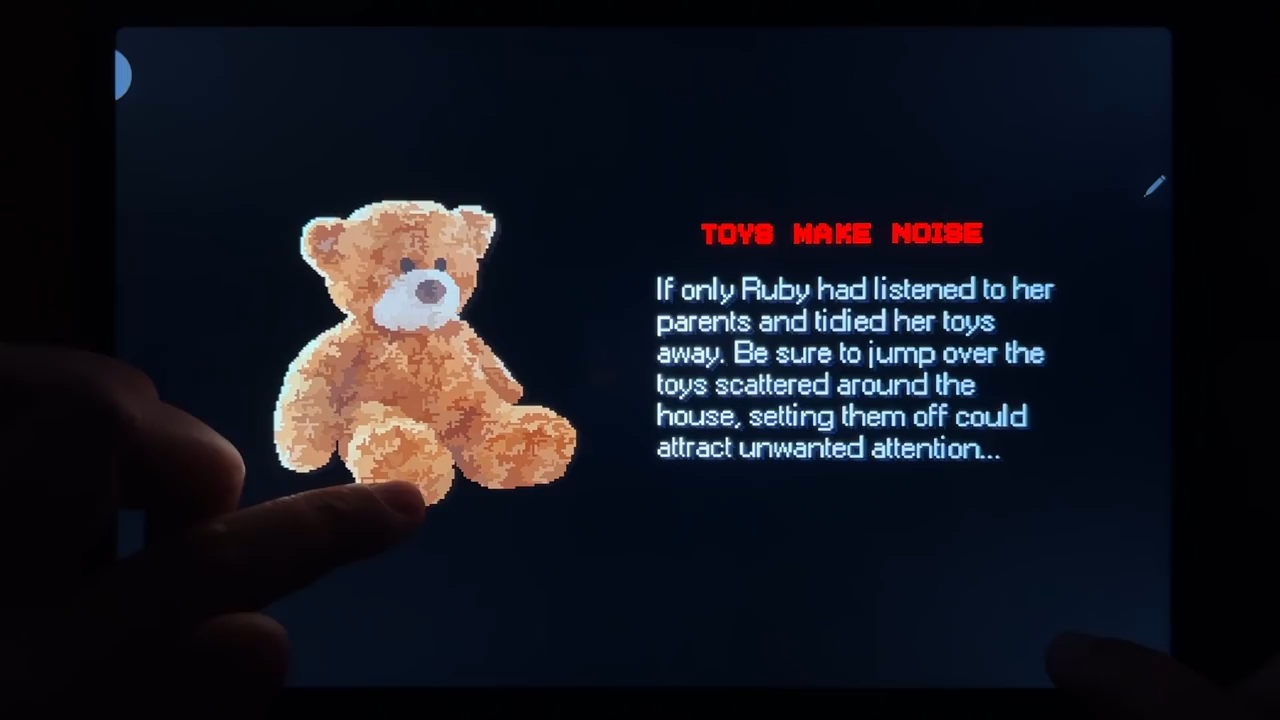 TOYS MAKE NOISE
If only Ruby had listened to her
parents and tidied her toys
away. Be sure to jump over the
toys scattered around the
house, setting them off could
attract unwanted attention...